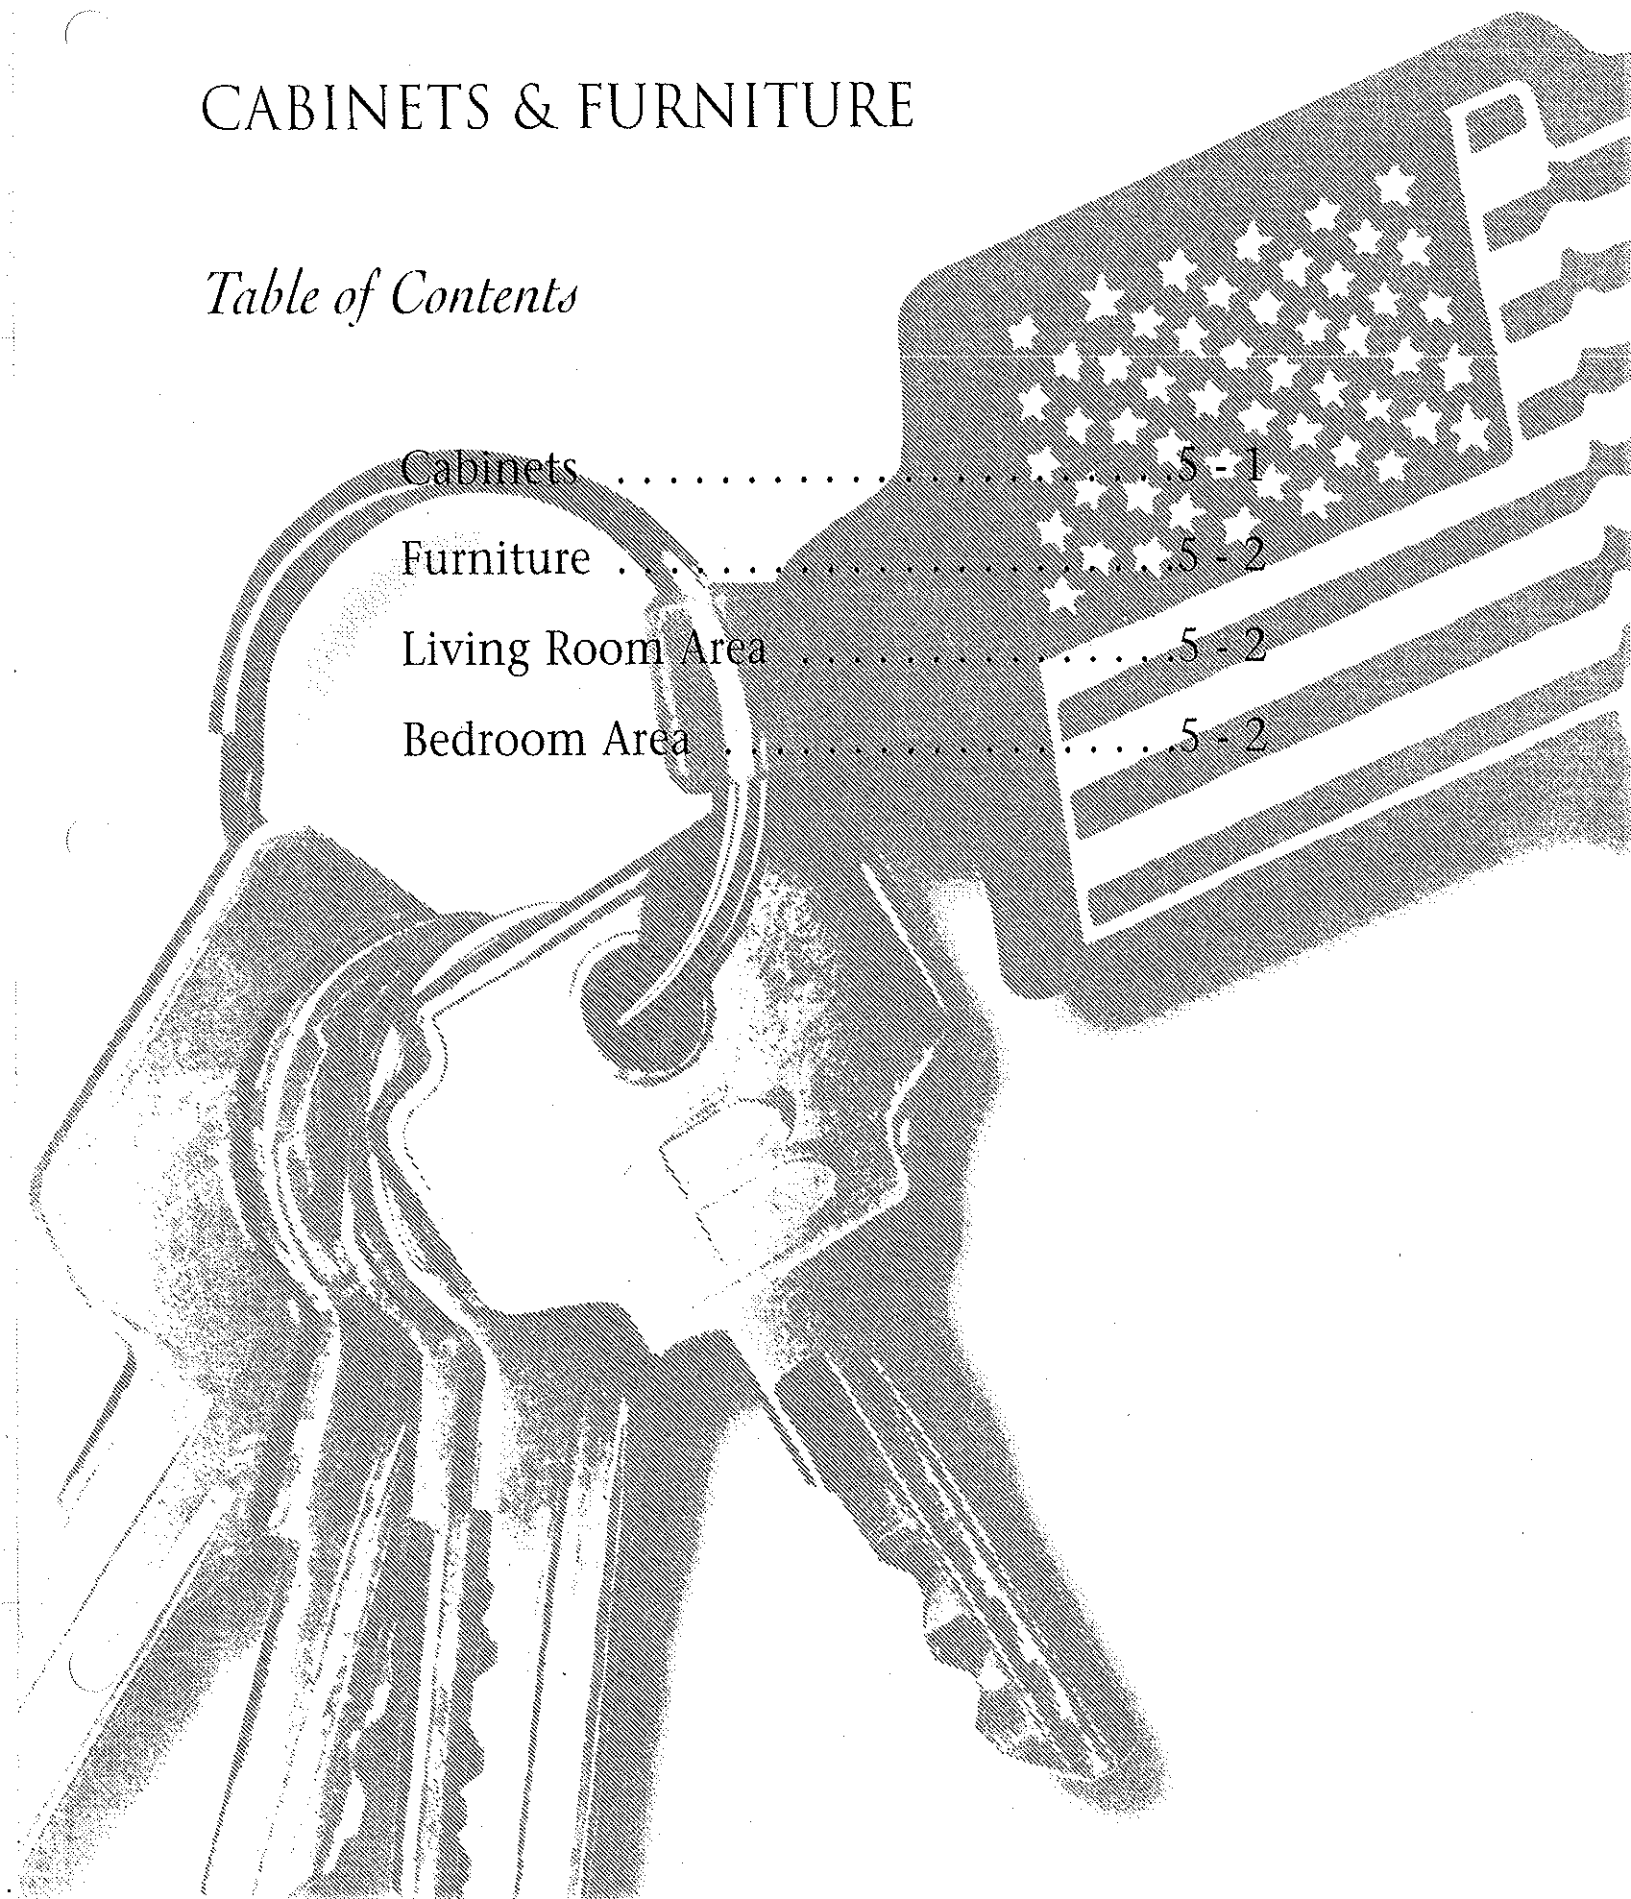 CABINETS & FURNITURE
Table of Contents
Cabinets . . . . . . . . . . . . . . . . . . . . . .5 - 1
Furniture . . . . . . . . . . . . . . . . . . . . . .5 - 2
Living Room Area . . . . . . . . . . . . . . .5 - 2
Bedroom Area . . . . . . . . . . . . . . . . . .5 - 2